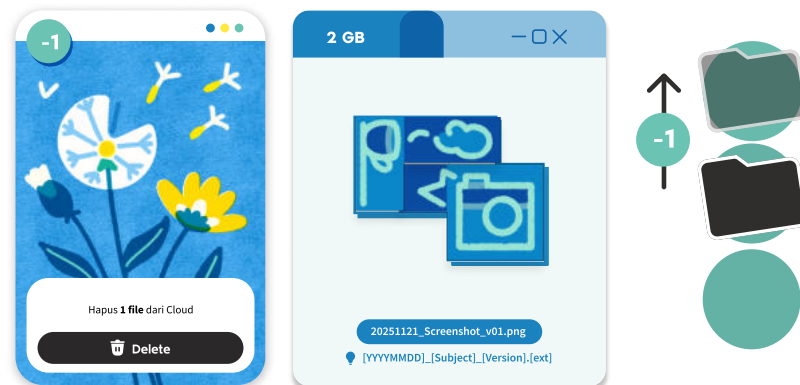 -1
Hapus 1 file dari Cloud
Delete
2 GB
20251121_Screenshot_v01.png
[YYYYMMDD]_[Subject]_[Version].[ext]
-1